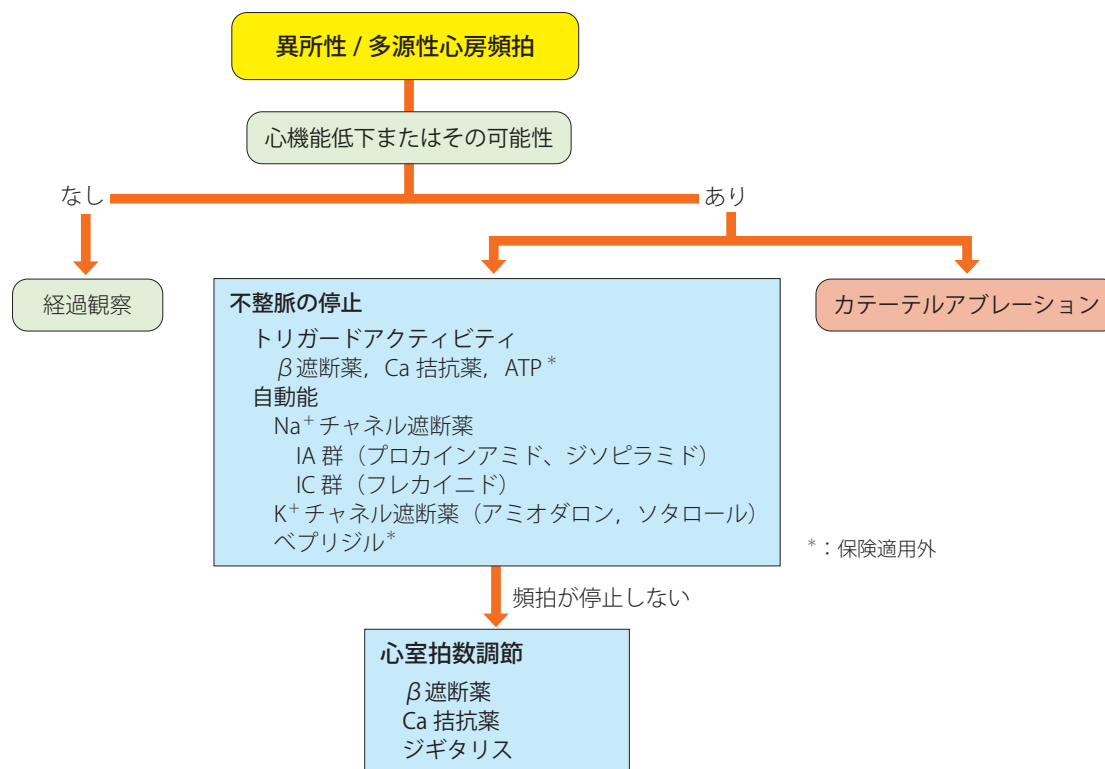 異所性 / 多源性心房頻拍
心機能低下またはその可能性
なし
あり
経過観察
不整脈の停止
トリガードアクティビティ
β遮断薬，Ca 拮抗薬，ATP*
自動能
Na⁺チャネル遮断薬
IA 群（プロカインアミド、ジソピラミド）
IC 群（フレカイニド）
K⁺チャネル遮断薬（アミオダロン，ソタロール）
ベプリジル*
カテーテルアブレーション
*：保険適用外
頻拍が停止しない
心室拍数調節
β遮断薬
Ca 拮抗薬
ジギタリス